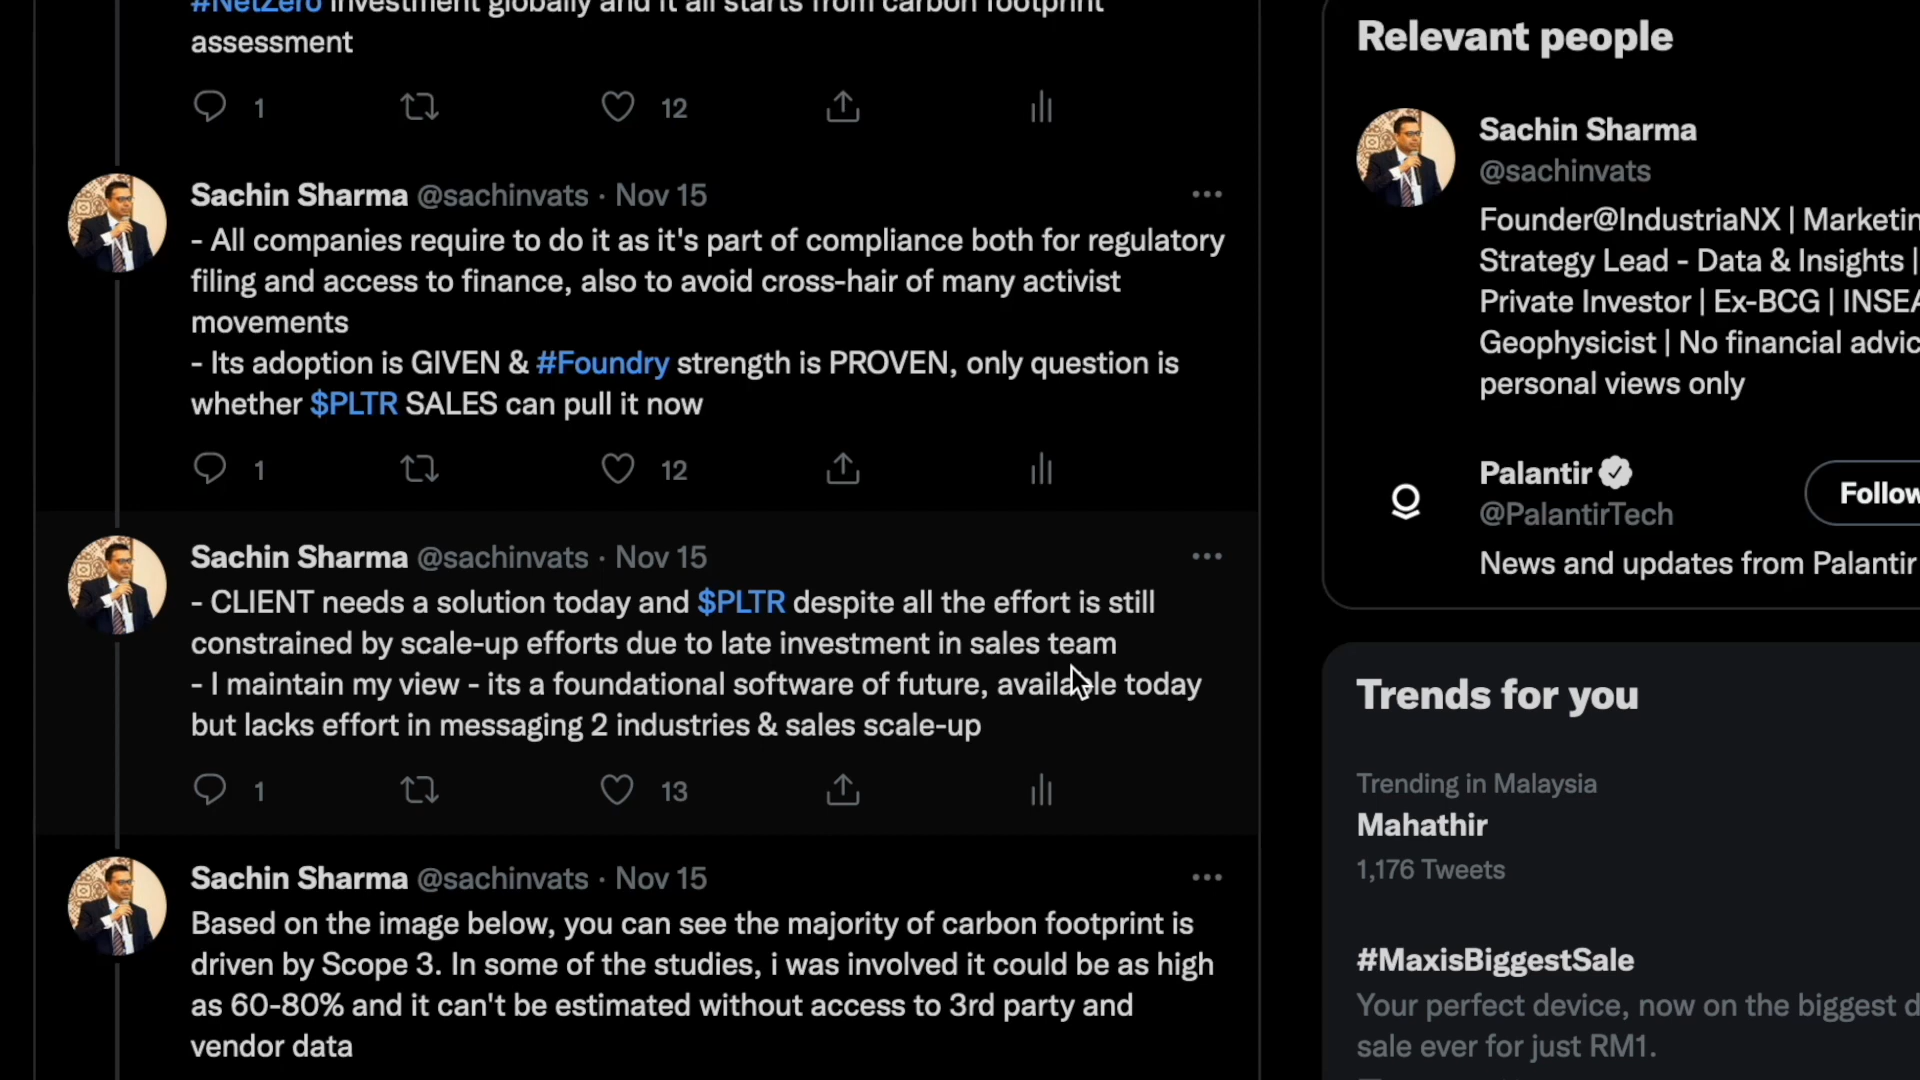 #NetZero investment globally and it all starts from carbon footprint
assessment
1
12
Sachin Sharma @sachinvats · Nov 15
- All companies require to do it as it's part of compliance both for regulatory
filing and access to finance, also to avoid cross-hair of many activist
movements
- Its adoption is GIVEN & #Foundry strength is PROVEN, only question is
whether $PLTR SALES can pull it now
1
12
Sachin Sharma @sachinvats · Nov 15
- CLIENT needs a solution today and $PLTR despite all the effort is still
constrained by scale-up efforts due to late investment in sales team
- I maintain my view - its a foundational software of future, available today
but lacks effort in messaging 2 industries & sales scale-up
1
13
Sachin Sharma @sachinvats · Nov 15
Based on the image below, you can see the majority of carbon footprint is
driven by Scope 3. In some of the studies, i was involved it could be as high
as 60-80% and it can't be estimated without access to 3rd party and
vendor data
Relevant people
Sachin Sharma
@sachinvats
Founder@IndustriaNX | Marketin
Strategy Lead - Data & Insights |
Private Investor | Ex-BCG | INSEA
Geophysicist | No financial advic
personal views only
Palantir
@PalantirTech
Follow
News and updates from Palantir
Trends for you
Trending in Malaysia
Mahathir
1,176 Tweets
#MaxisBiggestSale
Your perfect device, now on the biggest d
sale ever for just RM1.